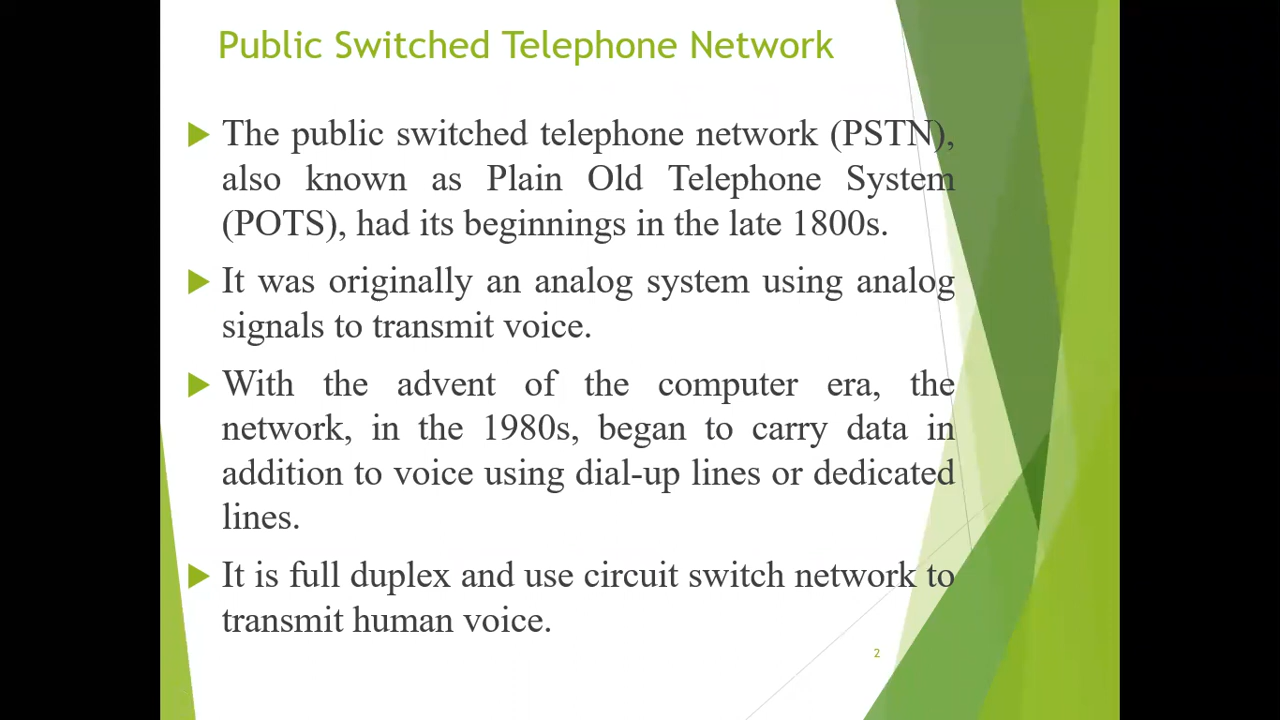 Public Switched Telephone Network
The public switched telephone network (PSTN),
also known as Plain Old Telephone System
(POTS), had its beginnings in the late 1800s.
It was originally an analog system using analog
signals to transmit voice.
With the advent of the computer era, the
network, in the 1980s, began to carry data in
addition to voice using dial-up lines or dedicated
lines.
It is full duplex and use circuit switch network to
transmit human voice.
2